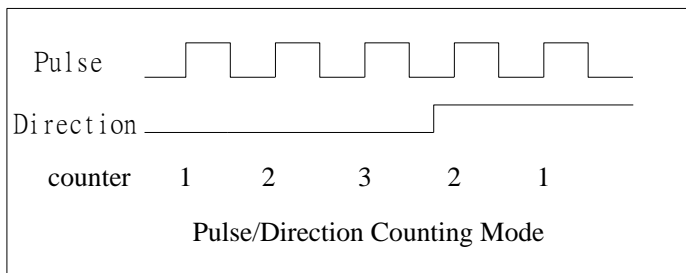 Pulse
Direction
counter 1 2 3 2 1
Pulse/Direction Counting Mode